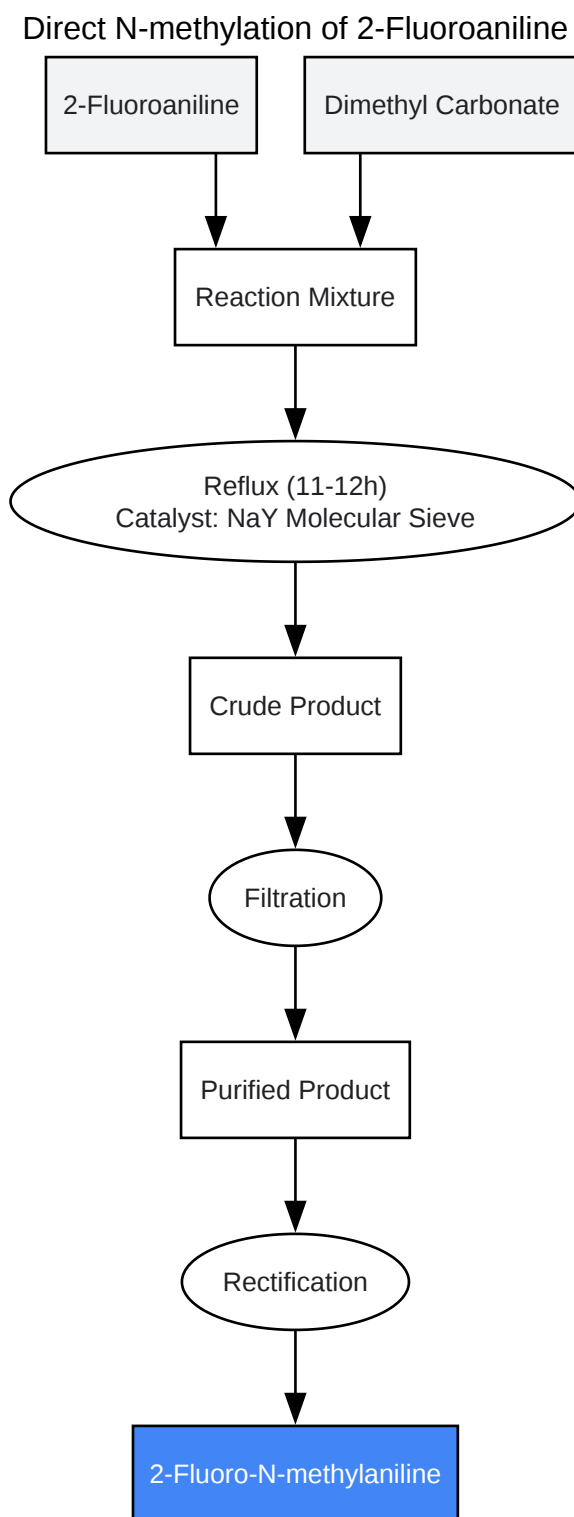 Direct N-methylation of 2-Fluoroaniline
2-Fluoroaniline
Dimethyl Carbonate
Reaction Mixture
Reflux (11-12h)
Catalyst: NaY Molecular Sieve
Crude Product
Filtration
Purified Product
Rectification
2-Fluoro-N-methylaniline